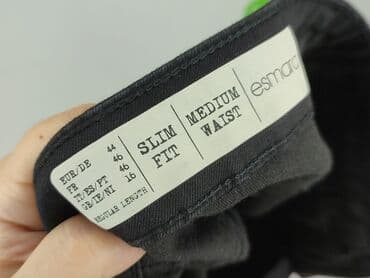 EUR/DE 44
FR 46
IT/ES/PT 46
GB/IE/NI 16
REGULAR LENGTH
SLIM
FIT
MEDIUM
WAIST
esmara